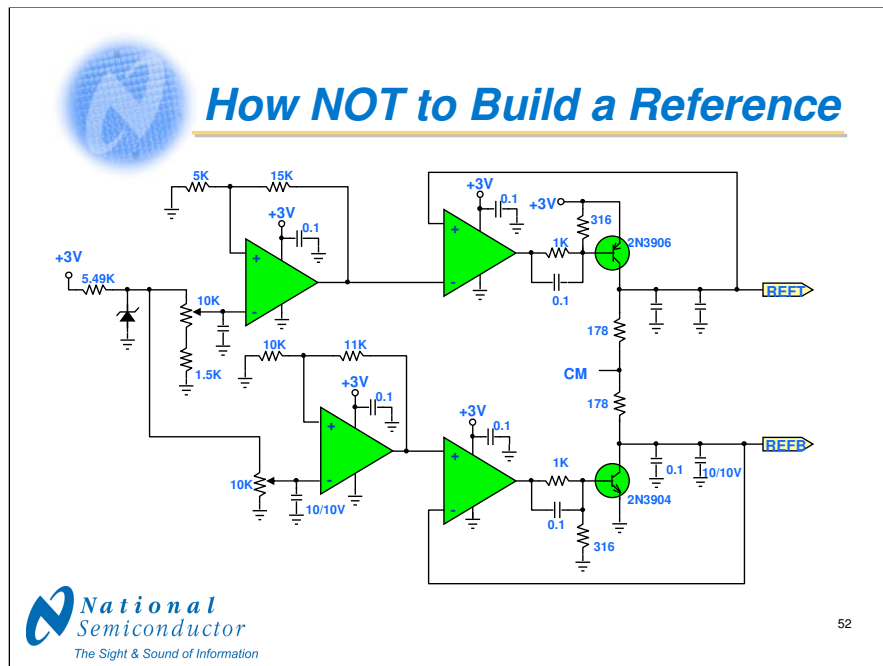 How NOT to Build a Reference
5K
15K
+3V
0.1
+
-
+3V
5.49K
10K
1.5K
+3V
0.1
+
-
+3V
316
1K
0.1
2N3906
REFT
178
CM
178
10K
11K
+3V
0.1
+
-
10K
10/10V
+3V
0.1
+
-
1K
0.1
2N3904
316
0.1
10/10V
REFB
National
Semiconductor
The Sight & Sound of Information
52